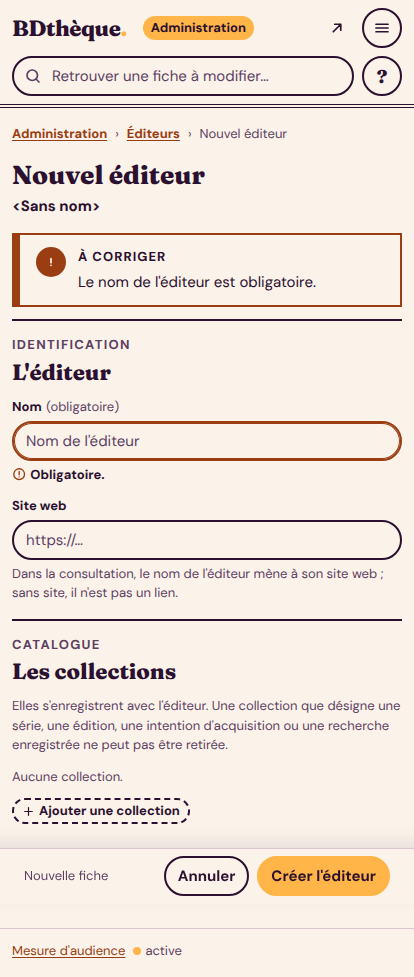 BDthèque. Administration
Retrouver une fiche à modifier… ?
Administration › Éditeurs › Nouvel éditeur
Nouvel éditeur
<Sans nom>
! À CORRIGER
Le nom de l'éditeur est obligatoire.
IDENTIFICATION
L'éditeur
Nom (obligatoire)
Nom de l'éditeur
Obligatoire.
Site web
https://…
Dans la consultation, le nom de l'éditeur mène à son site web ;
sans site, il n'est pas un lien.
CATALOGUE
Les collections
Elles s'enregistrent avec l'éditeur. Une collection que désigne une
série, une édition, une intention d'acquisition ou une recherche
enregistrée ne peut pas être retirée.
Aucune collection.
+ Ajouter une collection
Nouvelle fiche Annuler Créer l'éditeur
Mesure d'audience active